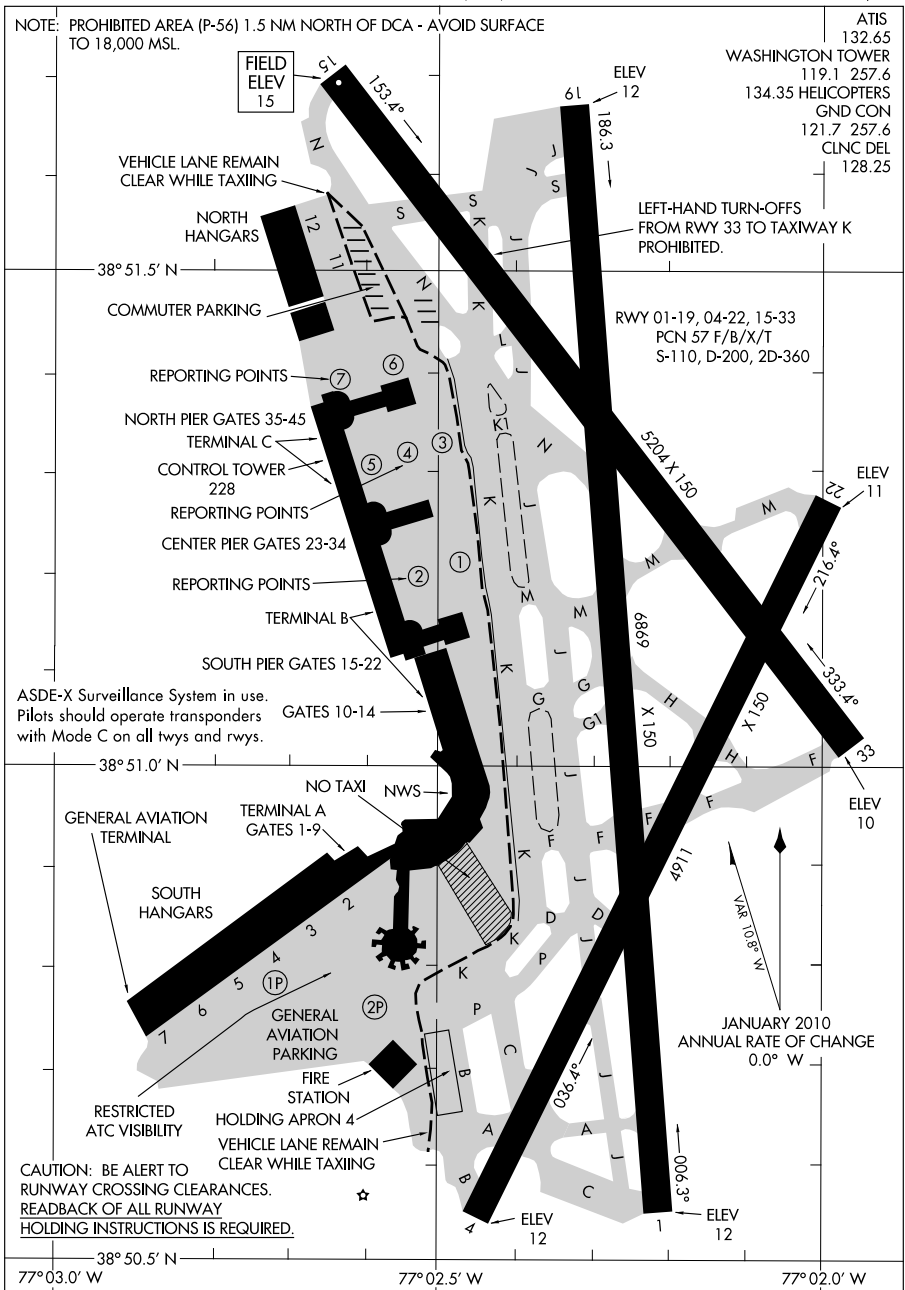 NOTE: PROHIBITED AREA (P-56) 1.5 NM NORTH OF DCA - AVOID SURFACE
TO 18,000 MSL.
ATIS
132.65
WASHINGTON TOWER
119.1 257.6
134.35 HELICOPTERS
GND CON
121.7 257.6
CLNC DEL
128.25
FIELD
ELEV
15
15
153.4°
ELEV
12
19
186.3
VEHICLE LANE REMAIN
CLEAR WHILE TAXIING
N
J
J
S
S
S
K
J
NORTH
HANGARS
12
11
LEFT-HAND TURN-OFFS
FROM RWY 33 TO TAXIWAY K
PROHIBITED.
38° 51.5' N
N
K
COMMUTER PARKING
RWY 01-19, 04-22, 15-33
PCN 57 F/B/X/T
S-110, D-200, 2D-360
L
J
REPORTING POINTS
7
6
NORTH PIER GATES 35-45
K
TERMINAL C
3
4
5
N
CONTROL TOWER
228
5204 X 150
ELEV
11
22
REPORTING POINTS
K
J
M
CENTER PIER GATES 23-34
216.4°
REPORTING POINTS
2
1
M
M
M
TERMINAL B
6869 X 150
SOUTH PIER GATES 15-22
K
J
G
G
G1
H
H
333.4°
X 150
ASDE-X Surveillance System in use.
Pilots should operate transponders
with Mode C on all twys and rwys.
GATES 10-14
33
38° 51.0' N
J
F
NO TAXI
NWS
ELEV
10
TERMINAL A
GATES 1-9
GENERAL AVIATION
TERMINAL
K
F
F
F
F
4911
SOUTH
HANGARS
J
VAR 10.8° W
2
3
4
5
6
7
D
D
J
K
P
K
1P
2P
P
GENERAL
AVIATION
PARKING
JANUARY 2010
ANNUAL RATE OF CHANGE
0.0° W
C
036.4°
FIRE
STATION
B
J
RESTRICTED
ATC VISIBILITY
HOLDING APRON 4
A
A
J
VEHICLE LANE REMAIN
CLEAR WHILE TAXIING
006.3°
B
C
CAUTION: BE ALERT TO
RUNWAY CROSSING CLEARANCES.
READBACK OF ALL RUNWAY
HOLDING INSTRUCTIONS IS REQUIRED.
4
ELEV
12
1
ELEV
12
38° 50.5' N
77° 03.0' W
77° 02.5' W
77° 02.0' W